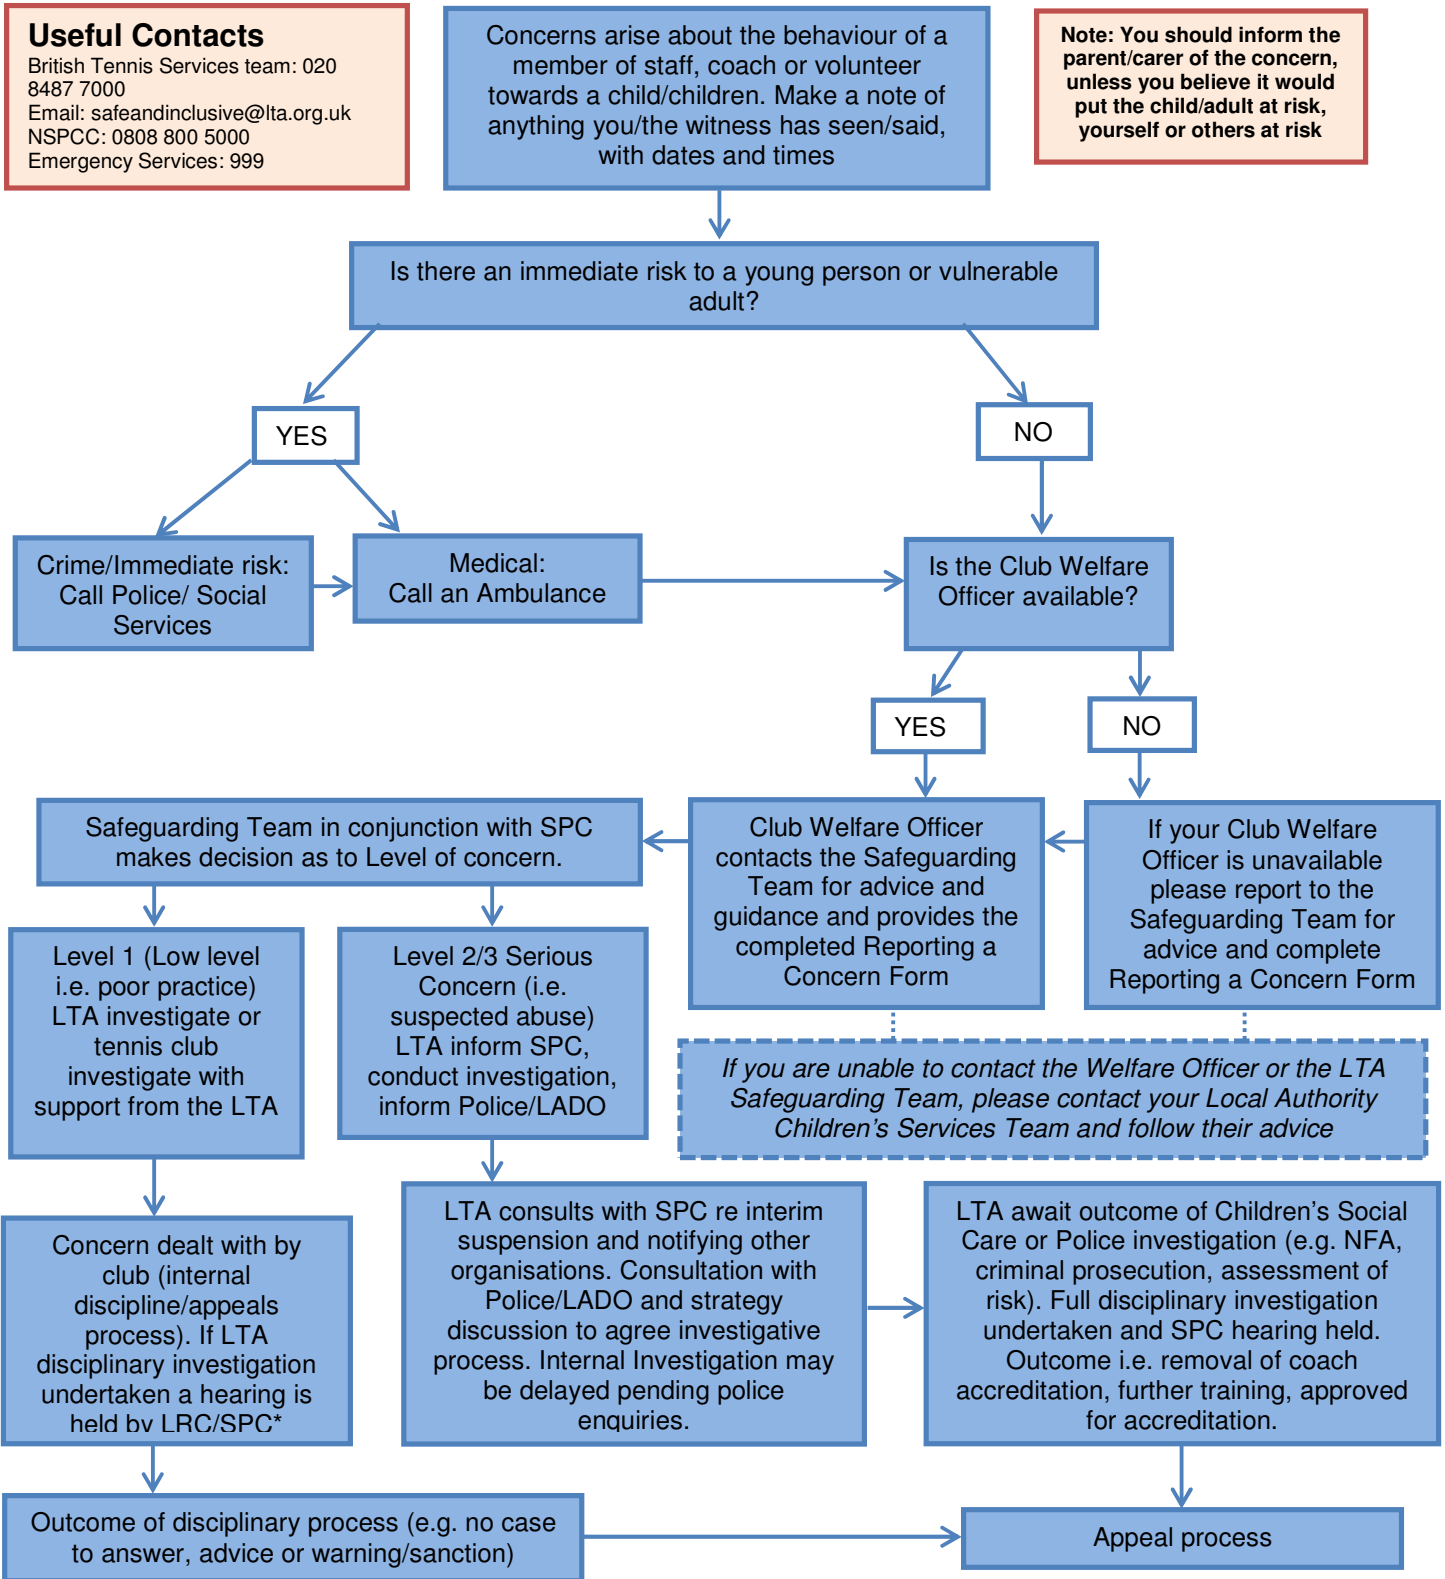 Useful Contacts
British Tennis Services team: 020
8487 7000
Email: safeandinclusive@lta.org.uk
NSPCC: 0808 800 5000
Emergency Services: 999
Concerns arise about the behaviour of a
member of staff, coach or volunteer
towards a child/children. Make a note of
anything you/the witness has seen/said,
with dates and times
Note: You should inform the
parent/carer of the concern,
unless you believe it would
put the child/adult at risk,
yourself or others at risk
Is there an immediate risk to a young person or vulnerable
adult?
YES
NO
Crime/Immediate risk:
Call Police/ Social
Services
Medical:
Call an Ambulance
Is the Club Welfare
Officer available?
YES
NO
Safeguarding Team in conjunction with SPC
makes decision as to Level of concern.
Club Welfare Officer
contacts the Safeguarding
Team for advice and
guidance and provides the
completed Reporting a
Concern Form
If your Club Welfare
Officer is unavailable
please report to the
Safeguarding Team for
advice and complete
Reporting a Concern Form
Level 1 (Low level
i.e. poor practice)
LTA investigate or
tennis club
investigate with
support from the LTA
Level 2/3 Serious
Concern (i.e.
suspected abuse)
LTA inform SPC,
conduct investigation,
inform Police/LADO
If you are unable to contact the Welfare Officer or the LTA
Safeguarding Team, please contact your Local Authority
Children's Services Team and follow their advice
Concern dealt with by
club (internal
discipline/appeals
process). If LTA
disciplinary investigation
undertaken a hearing is
held by LRC/SPC*
LTA consults with SPC re interim
suspension and notifying other
organisations. Consultation with
Police/LADO and strategy
discussion to agree investigative
process. Internal Investigation may
be delayed pending police
enquiries.
LTA await outcome of Children's Social
Care or Police investigation (e.g. NFA,
criminal prosecution, assessment of
risk). Full disciplinary investigation
undertaken and SPC hearing held.
Outcome i.e. removal of coach
accreditation, further training, approved
for accreditation.
Outcome of disciplinary process (e.g. no case
to answer, advice or warning/sanction)
Appeal process